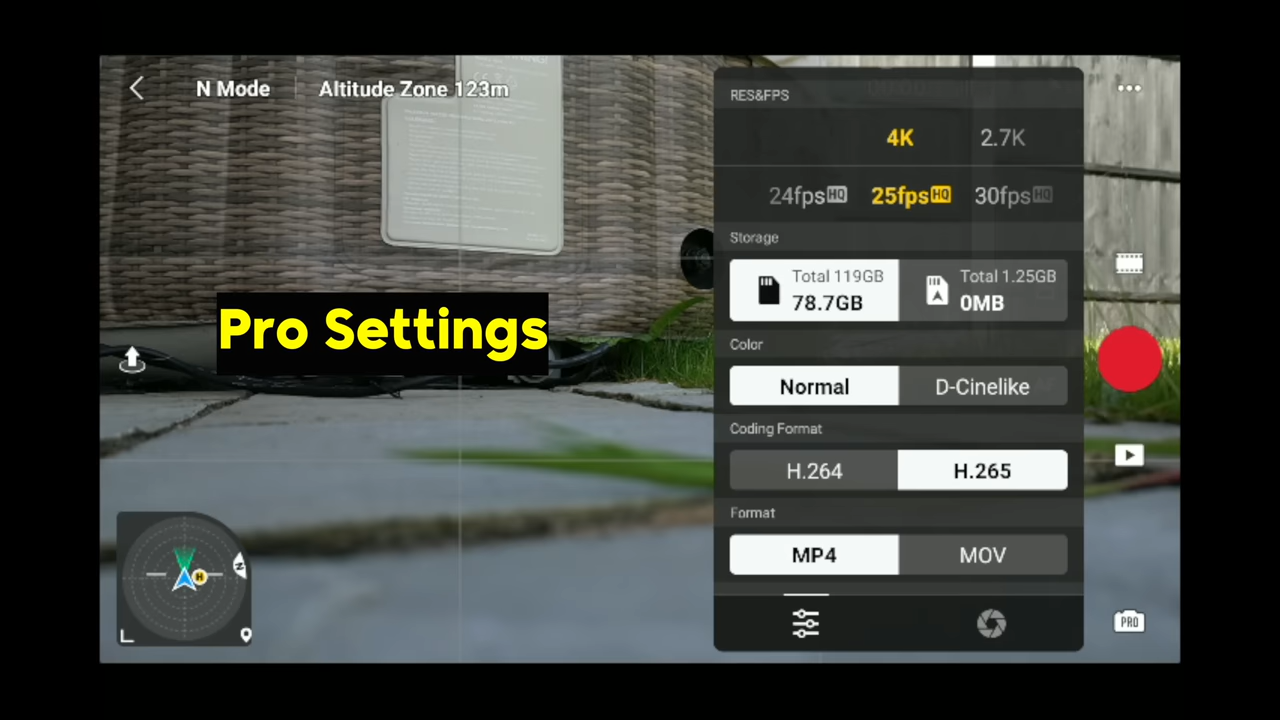 N Mode
Altitude Zone 123m
RES&FPS
4K
2.7K
24fps HQ
25fps HQ
30fps HQ
Storage
Total 119GB
78.7GB
Total 1.25GB
0MB
Color
Normal
D-Cinelike
Pro Settings
Coding Format
H.264
H.265
Format
MP4
MOV
H
N
L
PRO